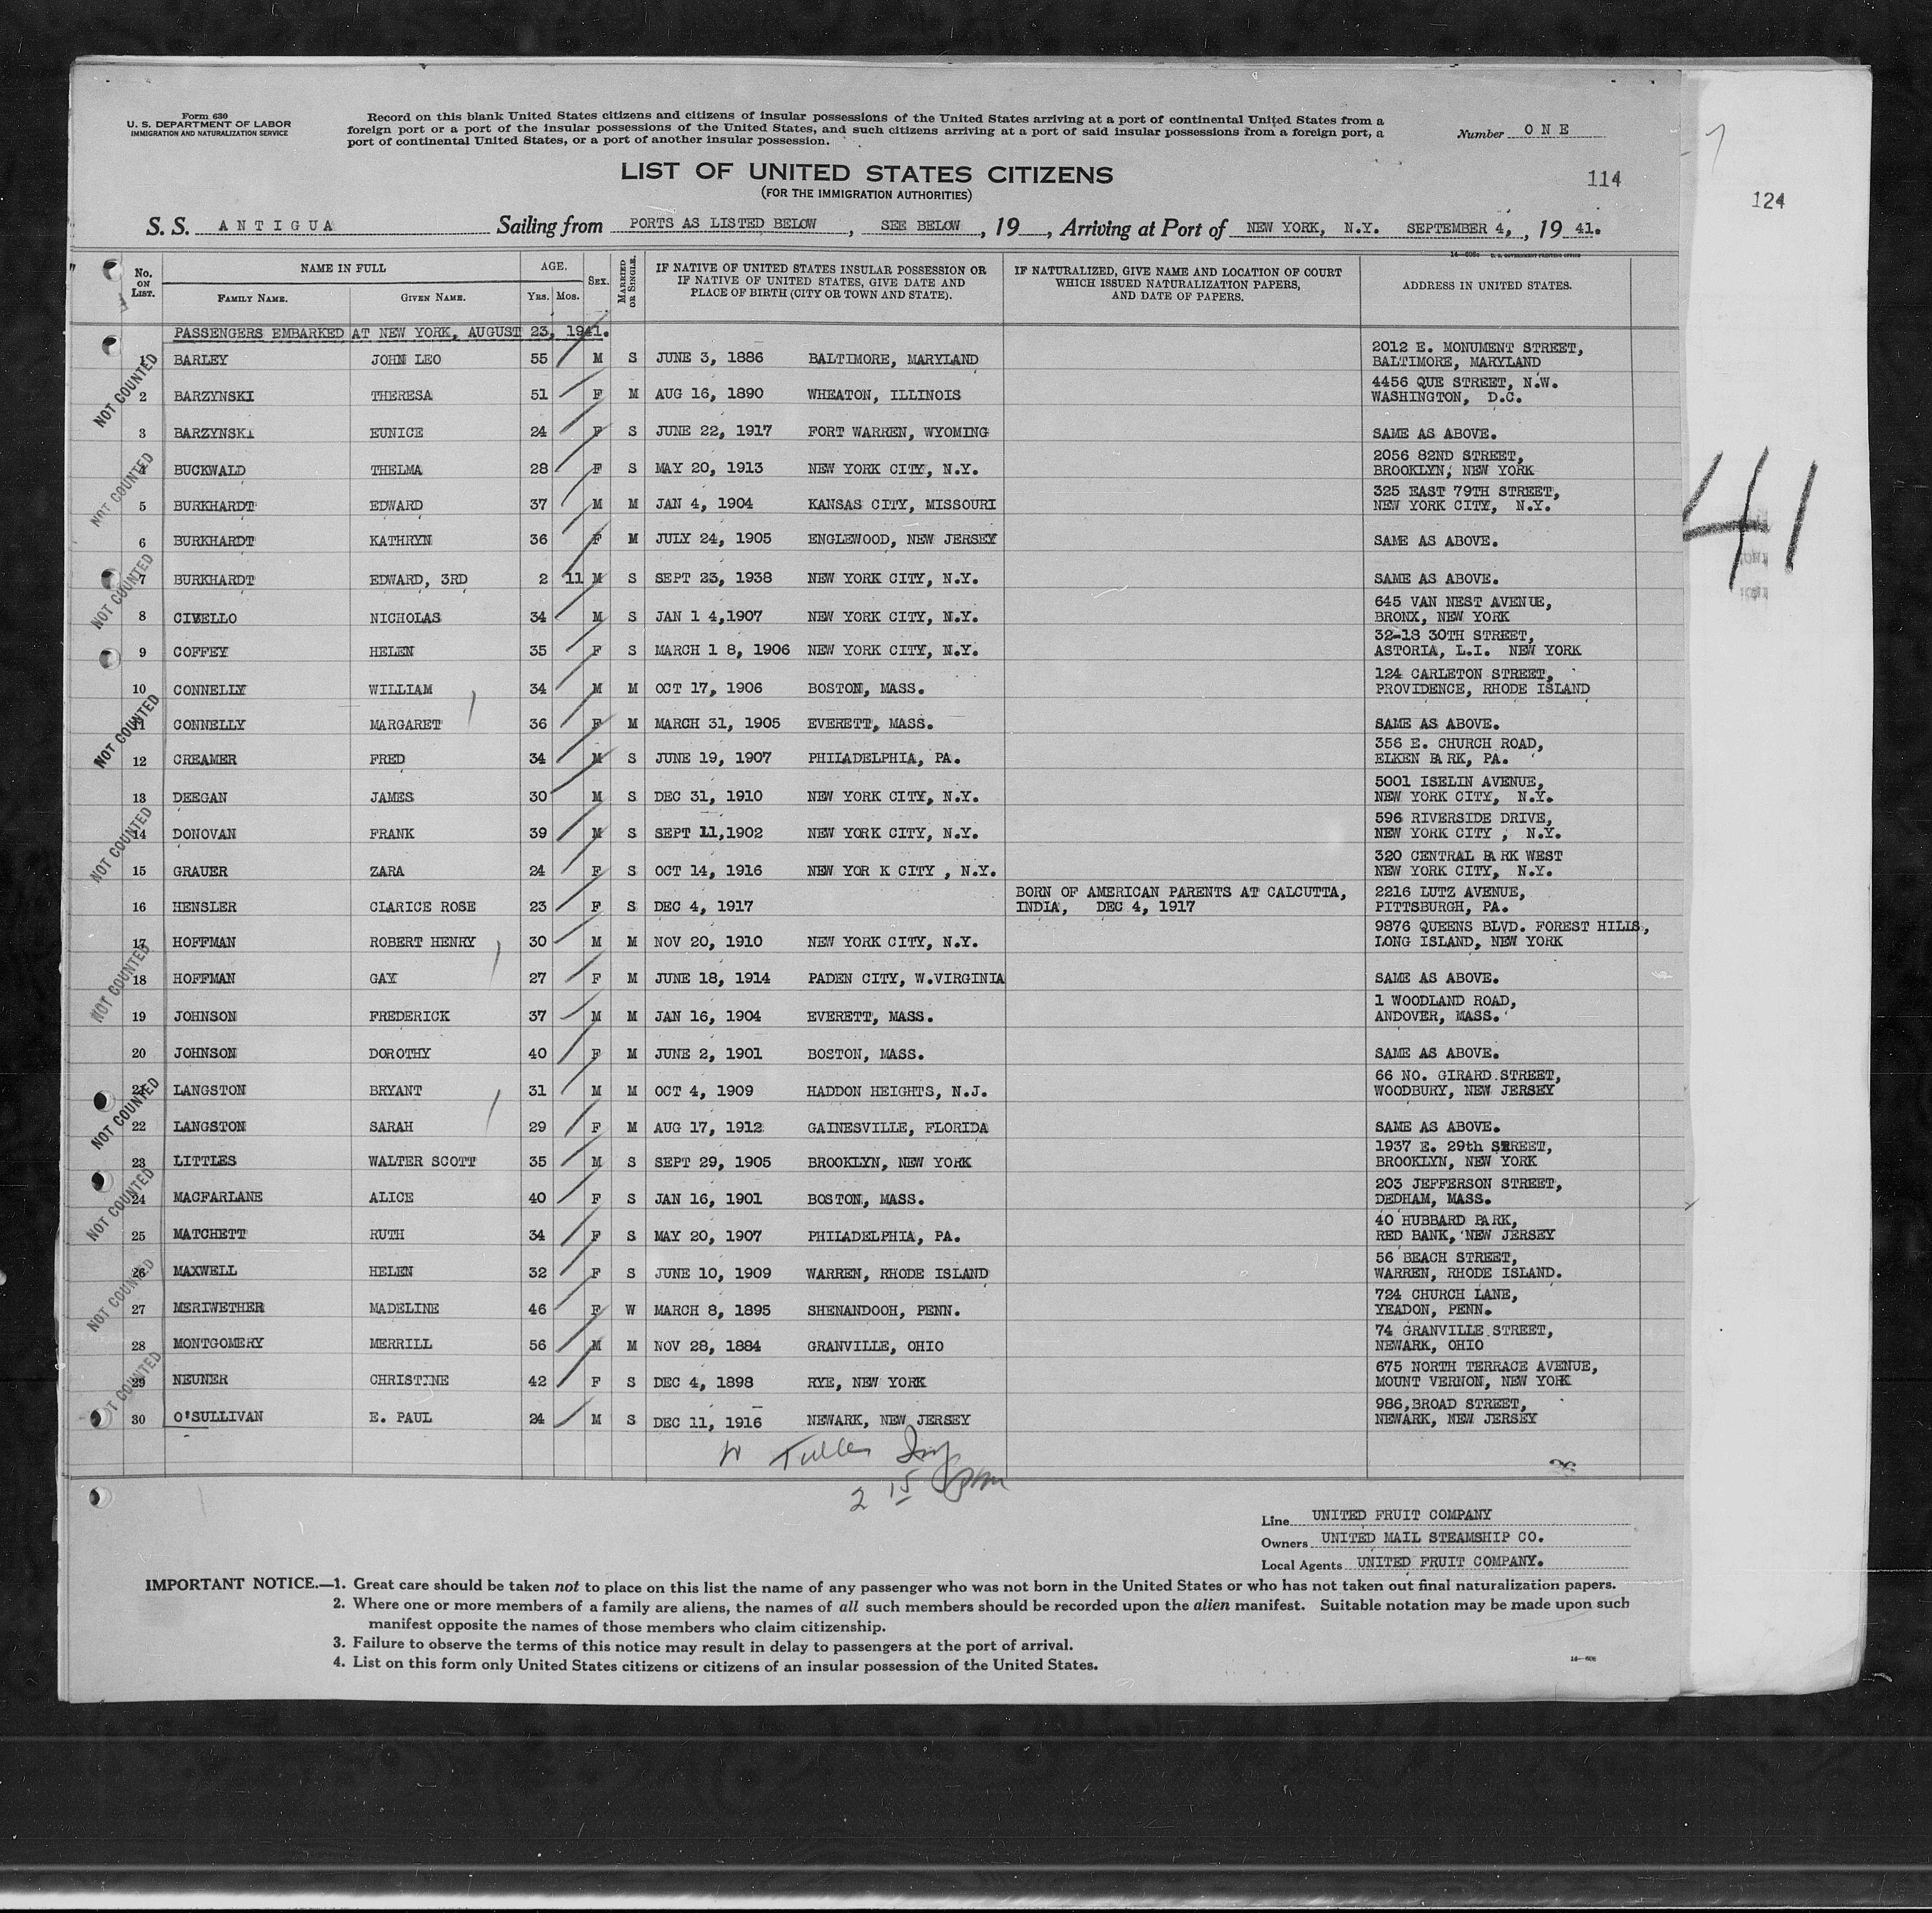 Form 630
U. S. DEPARTMENT OF LABOR
IMMIGRATION AND NATURALIZATION SERVICE
Record on this blank United States citizens and citizens of insular possessions of the United States arriving at a port of continental United States from a
foreign port or a port of the insular possessions of the United States, and such citizens arriving at a port of said insular possessions from a foreign port, a
port of continental United States, or a port of another insular possession.
Number ONE
LIST OF UNITED STATES CITIZENS
(FOR THE IMMIGRATION AUTHORITIES)
114
124
S. S. ANTIGUA Sailing from PORTS AS LISTED BELOW, SEE BELOW, 19 , Arriving at Port of NEW YORK, N.Y. SEPTEMBER 4, , 19 41.
No. ON LIST. NAME IN FULL FAMILY NAME. GIVEN NAME. AGE. YRS. MOS. SEX. MARRIED OR SINGLE. IF NATIVE OF UNITED STATES INSULAR POSSESSION OR IF NATIVE OF UNITED STATES, GIVE DATE AND PLACE OF BIRTH (CITY OR TOWN AND STATE). IF NATURALIZED, GIVE NAME AND LOCATION OF COURT WHICH ISSUED NATURALIZATION PAPERS, AND DATE OF PAPERS. ADDRESS IN UNITED STATES.
PASSENGERS EMBARKED AT NEW YORK, AUGUST 23, 1941.
1 BARLEY JOHN LEO 55 M S JUNE 3, 1886 BALTIMORE, MARYLAND 2012 E. MONUMENT STREET, BALTIMORE, MARYLAND
2 BARZYNSKI THERESA 51 F M AUG 16, 1890 WHEATON, ILLINOIS 4456 QUE STREET, N.W. WASHINGTON, D.C.
3 BARZYNSKI EUNICE 24 F S JUNE 22, 1917 FORT WARREN, WYOMING SAME AS ABOVE.
4 BUCKWALD THELMA 28 F S MAY 20, 1913 NEW YORK CITY, N.Y. 2056 82ND STREET, BROOKLYN, NEW YORK
5 BURKHARDT EDWARD 37 M M JAN 4, 1904 KANSAS CITY, MISSOURI 325 EAST 79TH STREET, NEW YORK CITY, N.Y.
6 BURKHARDT KATHRYN 36 F M JULY 24, 1905 ENGLEWOOD, NEW JERSEY SAME AS ABOVE.
7 BURKHARDT EDWARD, 3RD 2 11 M S SEPT 23, 1938 NEW YORK CITY, N.Y. SAME AS ABOVE.
8 CIVELLO NICHOLAS 34 M S JAN 1 4,1907 NEW YORK CITY, N.Y. 645 VAN NEST AVENUE, BRONX, NEW YORK
9 COFFEY HELEN 35 F S MARCH 1 8, 1906 NEW YORK CITY, N.Y. 32-18 30TH STREET, ASTORIA, L.I. NEW YORK
10 CONNELLY WILLIAM 34 M M OCT 17, 1906 BOSTON, MASS. 124 CARLETON STREET, PROVIDENCE, RHODE ISLAND
11 CONNELLY MARGARET 36 F M MARCH 31, 1905 EVERETT, MASS. SAME AS ABOVE.
12 CREAMER FRED 34 M S JUNE 19, 1907 PHILADELPHIA, PA. 356 E. CHURCH ROAD, ELKEN PA RK, PA.
13 DEEGAN JAMES 30 M S DEC 31, 1910 NEW YORK CITY, N.Y. 5001 ISELIN AVENUE, NEW YORK CITY, N.Y.
14 DONOVAN FRANK 39 M S SEPT 11,1902 NEW YORK CITY, N.Y. 596 RIVERSIDE DRIVE, NEW YORK CITY , N.Y.
15 GRAUER ZARA 24 F S OCT 14, 1916 NEW YOR K CITY , N.Y. 320 CENTRAL PA RK WEST NEW YORK CITY, N.Y.
16 HENSLER CLARICE ROSE 23 F S DEC 4, 1917 BORN OF AMERICAN PARENTS AT CALCUTTA, INDIA, DEC 4, 1917 2216 LUTZ AVENUE, PITTSBURGH, PA.
17 HOFFMAN ROBERT HENRY 30 M M NOV 20, 1910 NEW YORK CITY, N.Y. 9876 QUEENS BLVD. FOREST HILLS, LONG ISLAND, NEW YORK
18 HOFFMAN GAY 27 F M JUNE 18, 1914 PADEN CITY, W.VIRGINIA SAME AS ABOVE.
19 JOHNSON FREDERICK 37 M M JAN 16, 1904 EVERETT, MASS. 1 WOODLAND ROAD, ANDOVER, MASS.
20 JOHNSON DOROTHY 40 F M JUNE 2, 1901 BOSTON, MASS. SAME AS ABOVE.
21 LANGSTON BRYANT 31 M M OCT 4, 1909 HADDON HEIGHTS, N.J. 66 NO. GIRARD STREET, WOODBURY, NEW JERSEY
22 LANGSTON SARAH 29 F M AUG 17, 1912 GAINESVILLE, FLORIDA SAME AS ABOVE.
23 LITTLES WALTER SCOTT 35 M S SEPT 29, 1905 BROOKLYN, NEW YORK 1937 E. 29th STREET, BROOKLYN, NEW YORK
24 MACFARLANE ALICE 40 F S JAN 16, 1901 BOSTON, MASS. 203 JEFFERSON STREET, DEDHAM, MASS.
25 MATCHETT RUTH 34 F S MAY 20, 1907 PHILADELPHIA, PA. 40 HUBBARD PARK, RED BANK, NEW JERSEY
26 MAXWELL HELEN 32 F S JUNE 10, 1909 WARREN, RHODE ISLAND 56 BEACH STREET, WARREN, RHODE ISLAND.
27 MERIWETHER MADELINE 46 F W MARCH 8, 1895 SHENANDOOH, PENN. 724 CHURCH LANE, YEADON, PENN.
28 MONTGOMERY MERRILL 56 M M NOV 28, 1884 GRANVILLE, OHIO 74 GRANVILLE STREET, NEWARK, OHIO
29 NEUNER CHRISTINE 42 F S DEC 4, 1898 RYE, NEW YORK 675 NORTH TERRACE AVENUE, MOUNT VERNON, NEW YORK
30 O'SULLIVAN E. PAUL 24 M S DEC 11, 1916 NEWARK, NEW JERSEY 986,BROAD STREET, NEWARK, NEW JERSEY
NOT COUNTED
NOT COUNTED
NOT COUNTED
NOT COUNTED
NOT COUNTED
NOT COUNTED
NOT COUNTED
NOT COUNTED
NOT COUNTED
NOT COUNTED
41
2 15 pm
Line UNITED FRUIT COMPANY
Owners UNITED MAIL STEAMSHIP CO.
Local Agents UNITED FRUIT COMPANY.
IMPORTANT NOTICE.—1. Great care should be taken not to place on this list the name of any passenger who was not born in the United States or who has not taken out final naturalization papers.
2. Where one or more members of a family are aliens, the names of all such members should be recorded upon the alien manifest. Suitable notation may be made upon such
manifest opposite the names of those members who claim citizenship.
3. Failure to observe the terms of this notice may result in delay to passengers at the port of arrival.
4. List on this form only United States citizens or citizens of an insular possession of the United States.